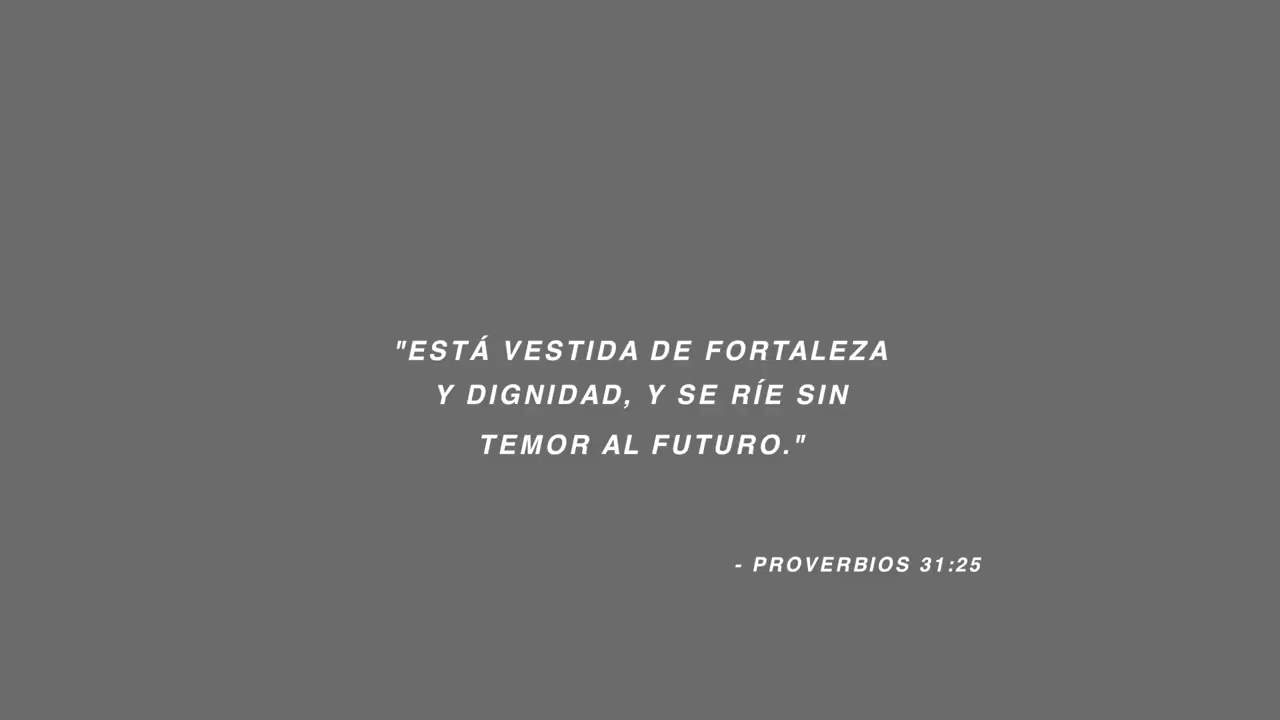 "ESTÁ VESTIDA DE FORTALEZA
Y DIGNIDAD, Y SE RÍE SIN
TEMOR AL FUTURO."
- PROVERBIOS 31:25